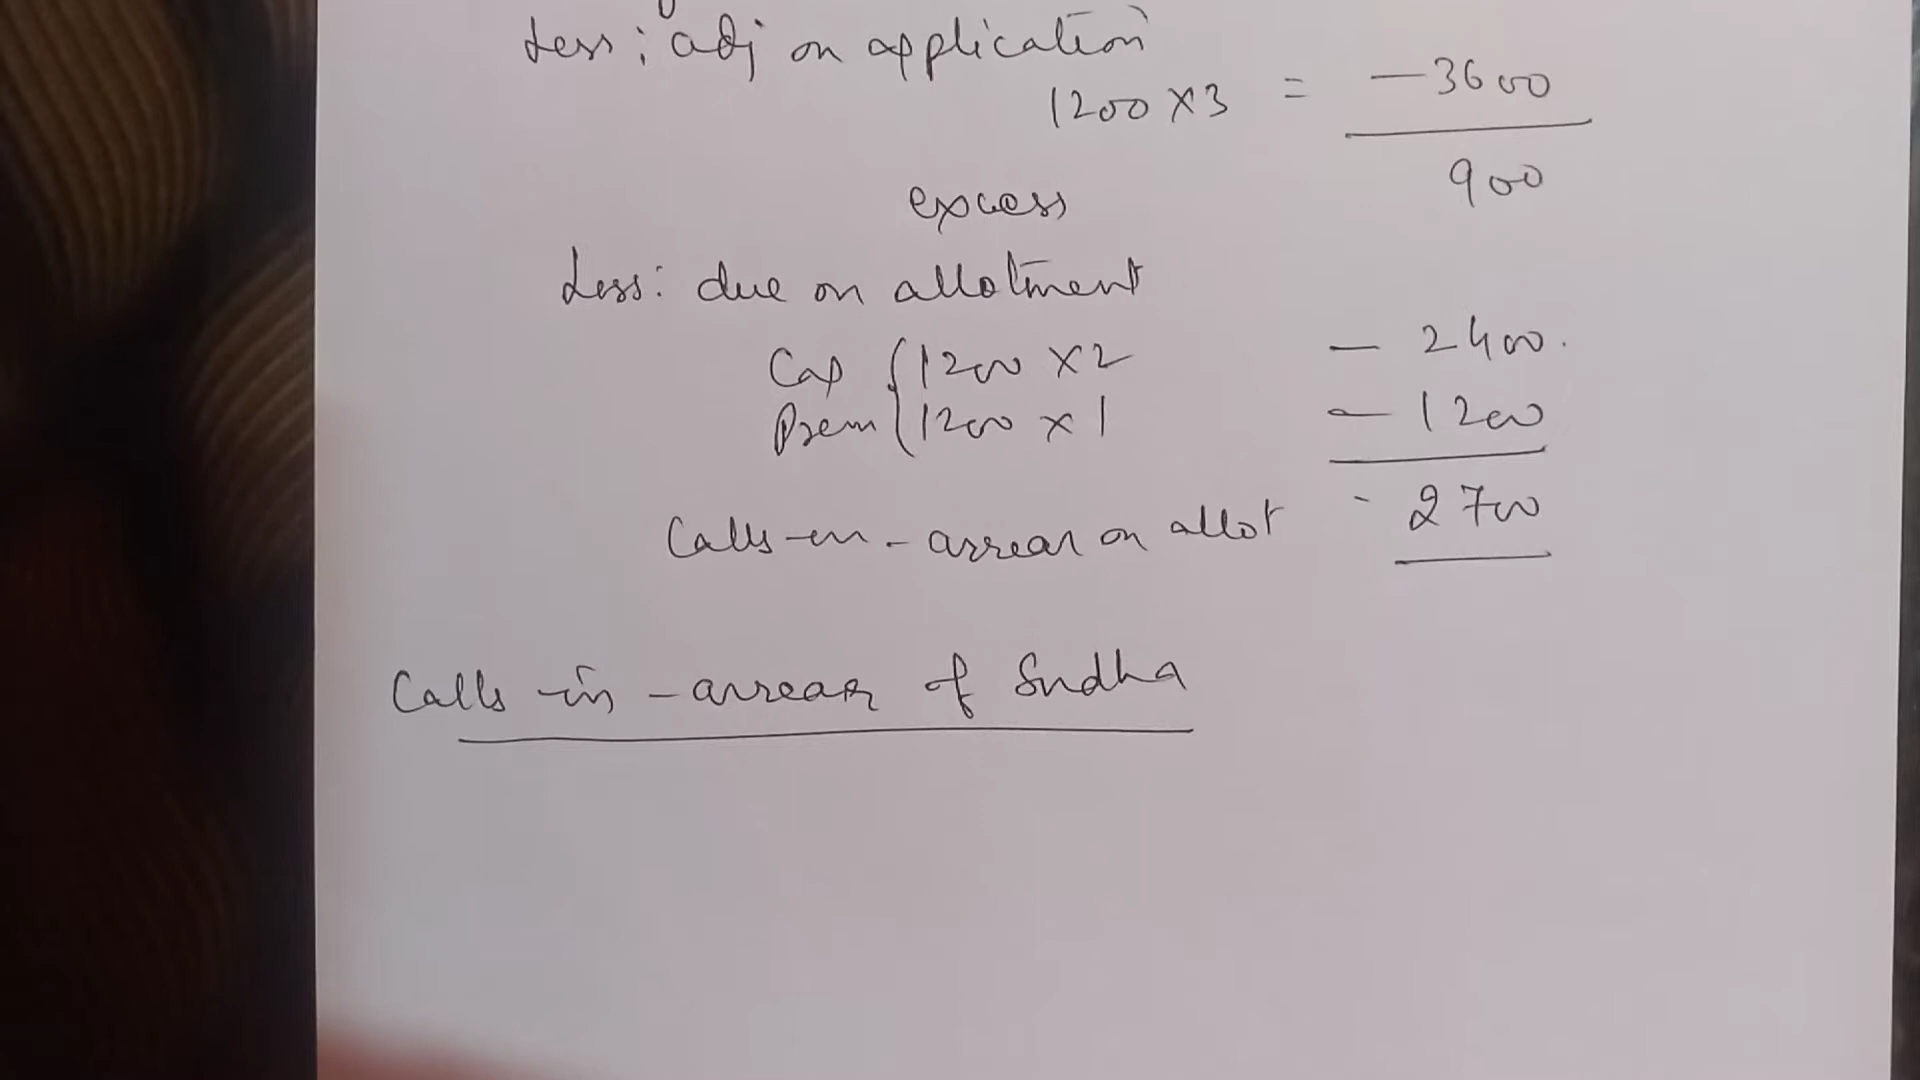 Less : adj on application
1200 x 3 = - 3600
900
excess
Less : due on allotment
Cap { 1200 x 2 - 2400.
Prem { 1200 x 1 - 1200
Calls-in-arrear on allot - 2700
Calls-in-arrear of Sudha